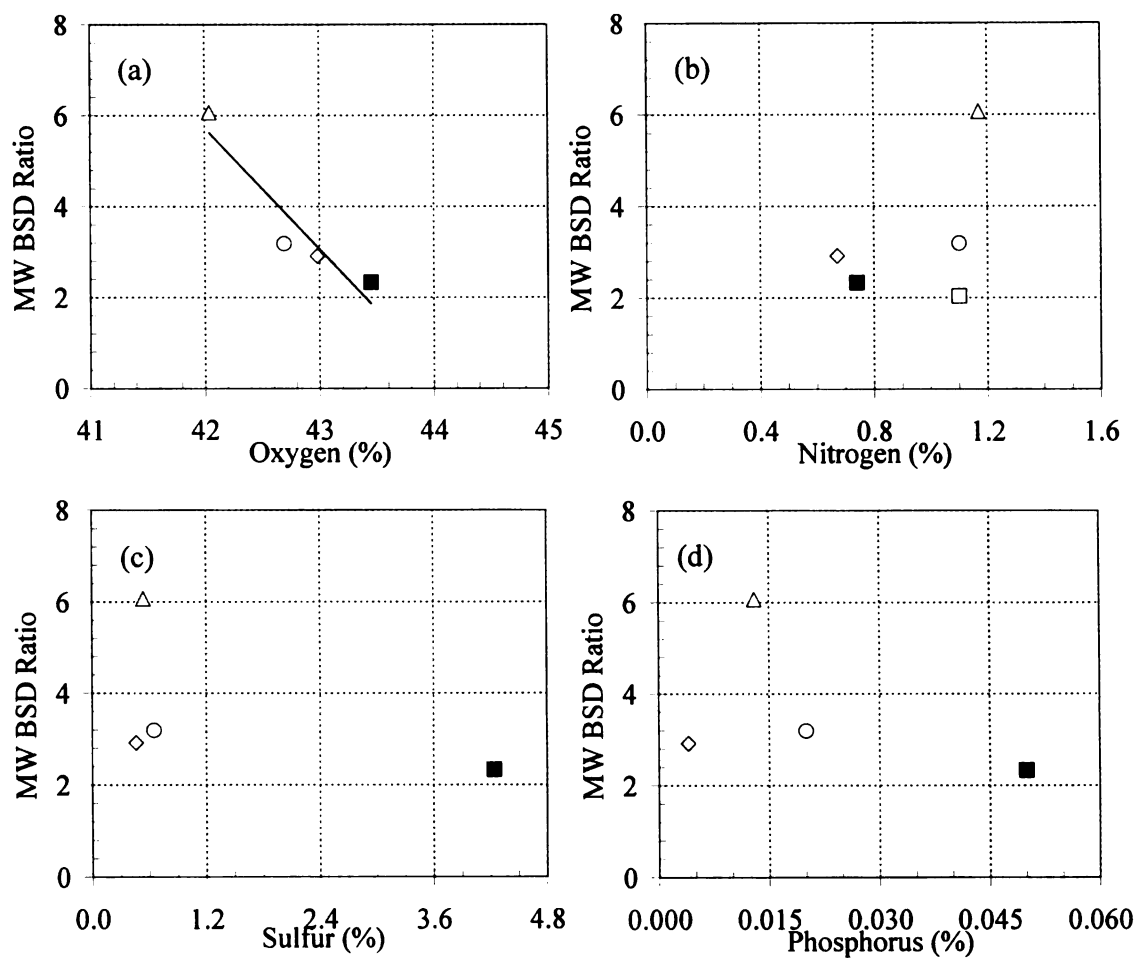 8
(a)
6
4
2
0
MW BSD Ratio
41 42 43 44 45
Oxygen (%)
8
(b)
6
4
2
0
MW BSD Ratio
0.0 0.4 0.8 1.2 1.6
Nitrogen (%)
8
(c)
6
4
2
0
MW BSD Ratio
0.0 1.2 2.4 3.6 4.8
Sulfur (%)
8
(d)
6
4
2
0
MW BSD Ratio
0.000 0.015 0.030 0.045 0.060
Phosphorus (%)